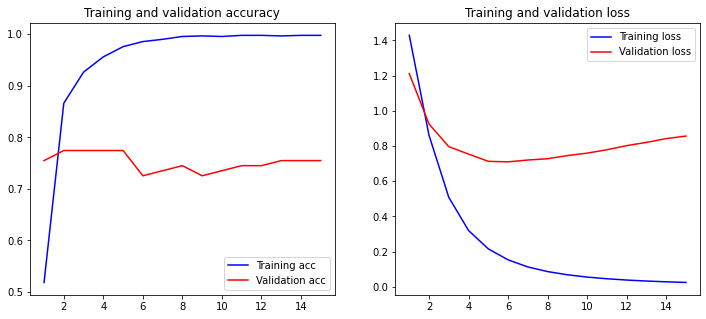 Training and validation accuracy
1.0
0.9
0.8
0.7
0.6
0.5
2 4 6 8 10 12 14
Training acc
Validation acc
Training and validation loss
1.4
1.2
1.0
0.8
0.6
0.4
0.2
0.0
2 4 6 8 10 12 14
Training loss
Validation loss